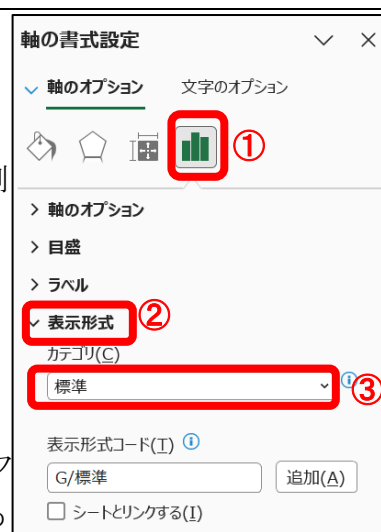 軸の書式設定
軸のオプション 文字のオプション
①
軸のオプション
目盛
ラベル
表示形式 ②
カテゴリ(C)
標準 ③
表示形式コード(T)
G/標準 追加(A)
シートとリンクする(I)